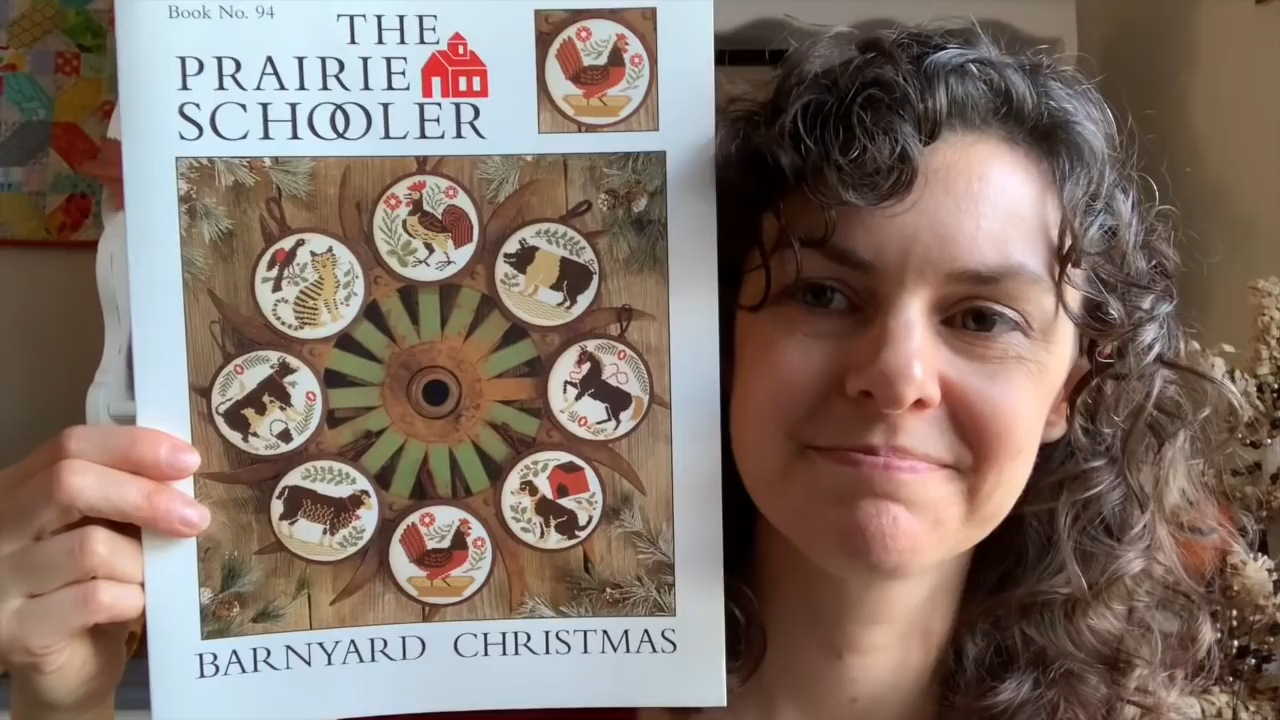 Book No. 94
THE
PRAIRIE
SCHOOLER
BARNYARD CHRISTMAS